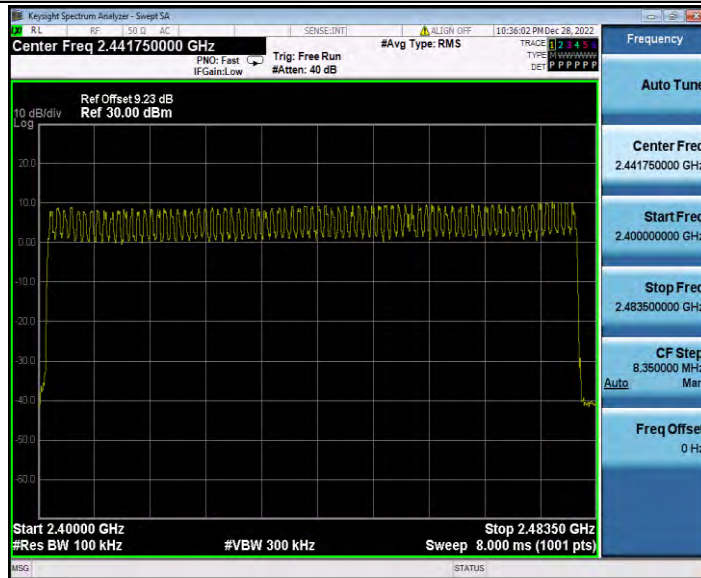 Keysight Spectrum Analyzer - Swept SA
RL RF 50 Ω AC SENSE:INT ALIGN OFF 10:36:02 PM Dec 28, 2022
Center Freq 2.441750000 GHz
PNO: Fast
IFGain:Low
Trig: Free Run
#Atten: 40 dB
#Avg Type: RMS
TRACE 1 2 3 4 5 6
TYPE M
DET P P P P P P
Ref Offset 9.23 dB
10 dB/div Ref 30.00 dBm
Log
20.0
10.0
0.00
-10.0
-20.0
-30.0
-40.0
-50.0
-60.0
Start 2.40000 GHz Stop 2.48350 GHz
#Res BW 100 kHz #VBW 300 kHz Sweep 8.000 ms (1001 pts)
MSG STATUS
Frequency
Auto Tune
Center Freq
2.441750000 GHz
Start Freq
2.400000000 GHz
Stop Freq
2.483500000 GHz
CF Step
8.350000 MHz
Auto Man
Freq Offset
0 Hz